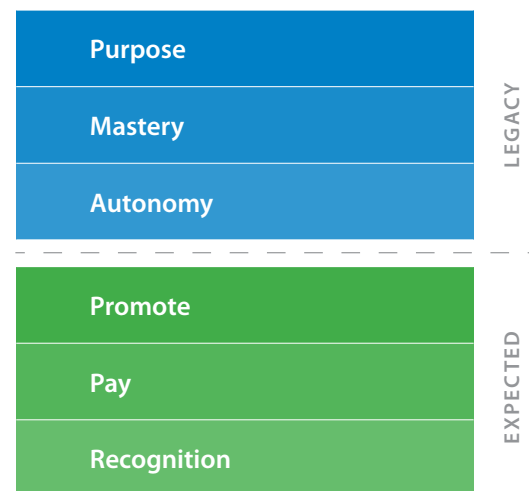 Purpose
Mastery
Autonomy
LEGACY
Promote
Pay
Recognition
EXPECTED